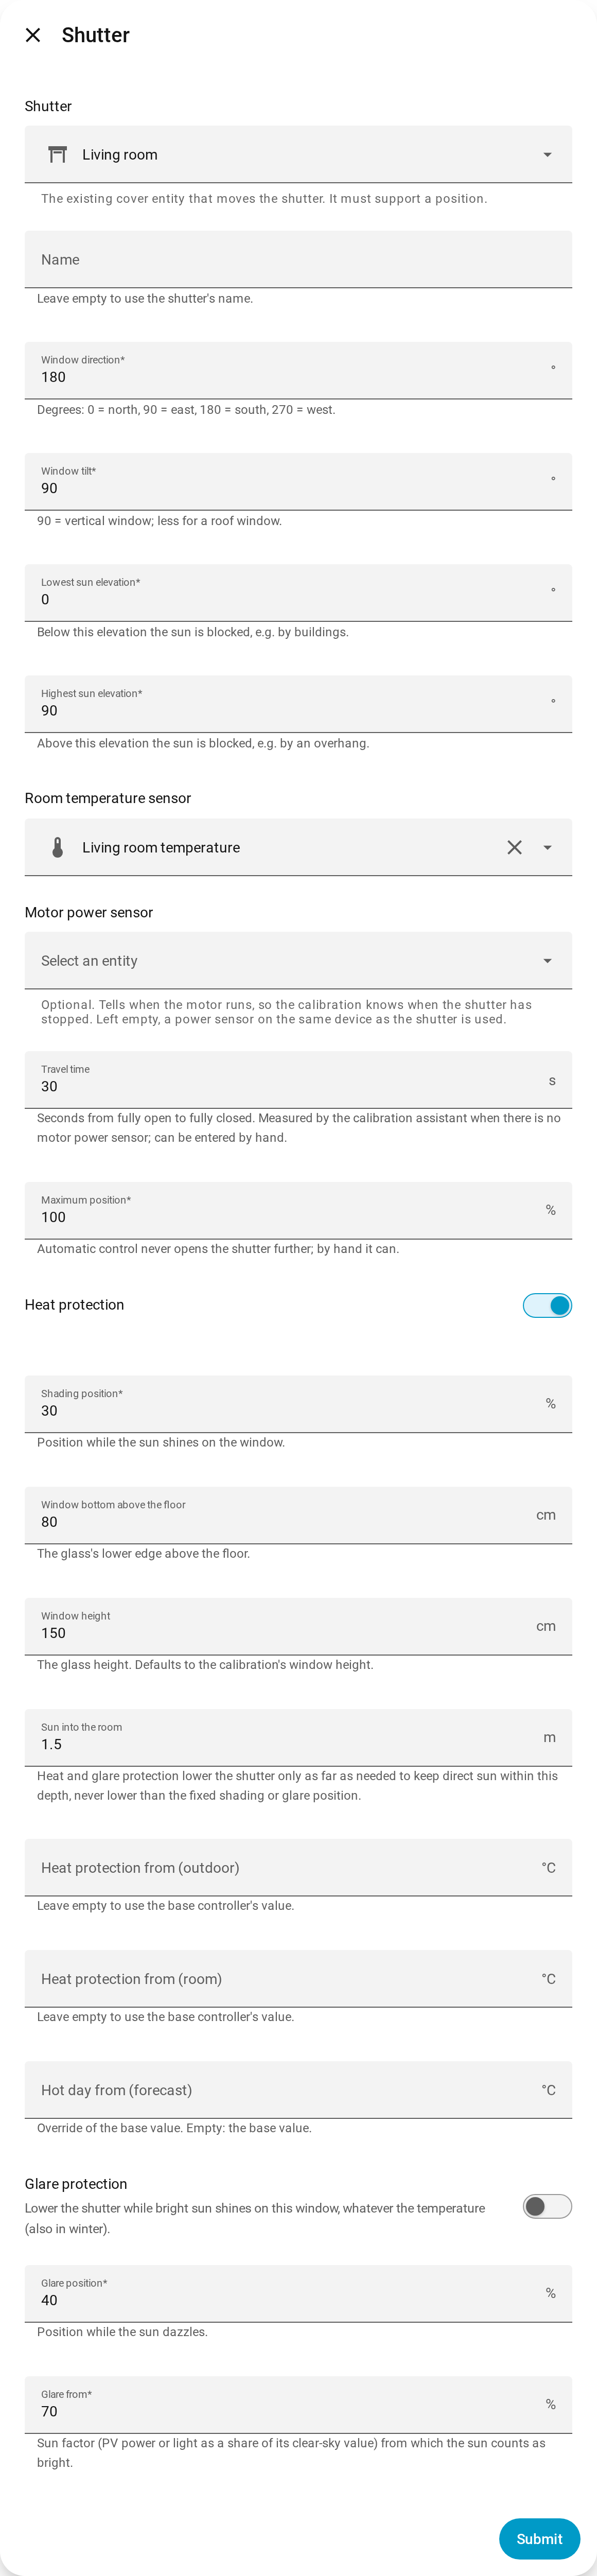 Shutter
Shutter
Living room
The existing cover entity that moves the shutter. It must support a position.
Name
Leave empty to use the shutter's name.
Window direction*
180 °
Degrees: 0 = north, 90 = east, 180 = south, 270 = west.
Window tilt*
90 °
90 = vertical window; less for a roof window.
Lowest sun elevation*
0 °
Below this elevation the sun is blocked, e.g. by buildings.
Highest sun elevation*
90 °
Above this elevation the sun is blocked, e.g. by an overhang.
Room temperature sensor
Living room temperature
Motor power sensor
Select an entity
Optional. Tells when the motor runs, so the calibration knows when the shutter has
stopped. Left empty, a power sensor on the same device as the shutter is used.
Travel time
30 s
Seconds from fully open to fully closed. Measured by the calibration assistant when there is no
motor power sensor; can be entered by hand.
Maximum position*
100 %
Automatic control never opens the shutter further; by hand it can.
Heat protection
Shading position*
30 %
Position while the sun shines on the window.
Window bottom above the floor
80 cm
The glass's lower edge above the floor.
Window height
150 cm
The glass height. Defaults to the calibration's window height.
Sun into the room
1.5 m
Heat and glare protection lower the shutter only as far as needed to keep direct sun within this
depth, never lower than the fixed shading or glare position.
Heat protection from (outdoor) °C
Leave empty to use the base controller's value.
Heat protection from (room) °C
Leave empty to use the base controller's value.
Hot day from (forecast) °C
Override of the base value. Empty: the base value.
Glare protection
Lower the shutter while bright sun shines on this window, whatever the temperature
(also in winter).
Glare position*
40 %
Position while the sun dazzles.
Glare from*
70 %
Sun factor (PV power or light as a share of its clear-sky value) from which the sun counts as
bright.
Submit